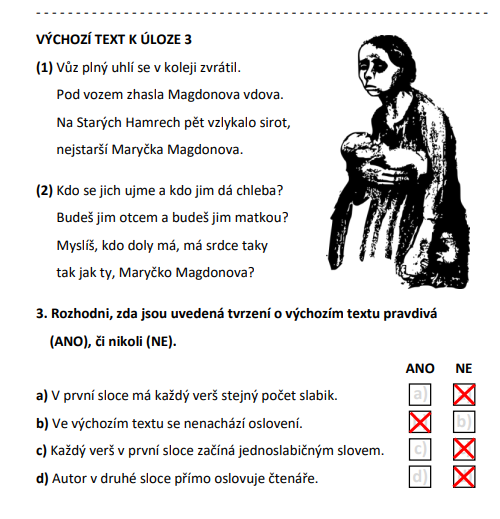 VÝCHOZÍ TEXT K ÚLOZE 3
(1) Vůz plný uhlí se v koleji zvrátil.
Pod vozem zhasla Magdonova vdova.
Na Starých Hamrech pět vzlykalo sirot,
nejstarší Maryčka Magdonova.
(2) Kdo se jich ujme a kdo jim dá chleba?
Budeš jim otcem a budeš jim matkou?
Myslíš, kdo doly má, má srdce taky
tak jak ty, Maryčko Magdonova?
3. Rozhodni, zda jsou uvedená tvrzení o výchozím textu pravdivá
(ANO), či nikoli (NE).
ANO NE
a) V první sloce má každý verš stejný počet slabik. a)
b) Ve výchozím textu se nenachází oslovení. b)
c) Každý verš v první sloce začíná jednoslabičným slovem. c)
d) Autor v druhé sloce přímo oslovuje čtenáře. d)